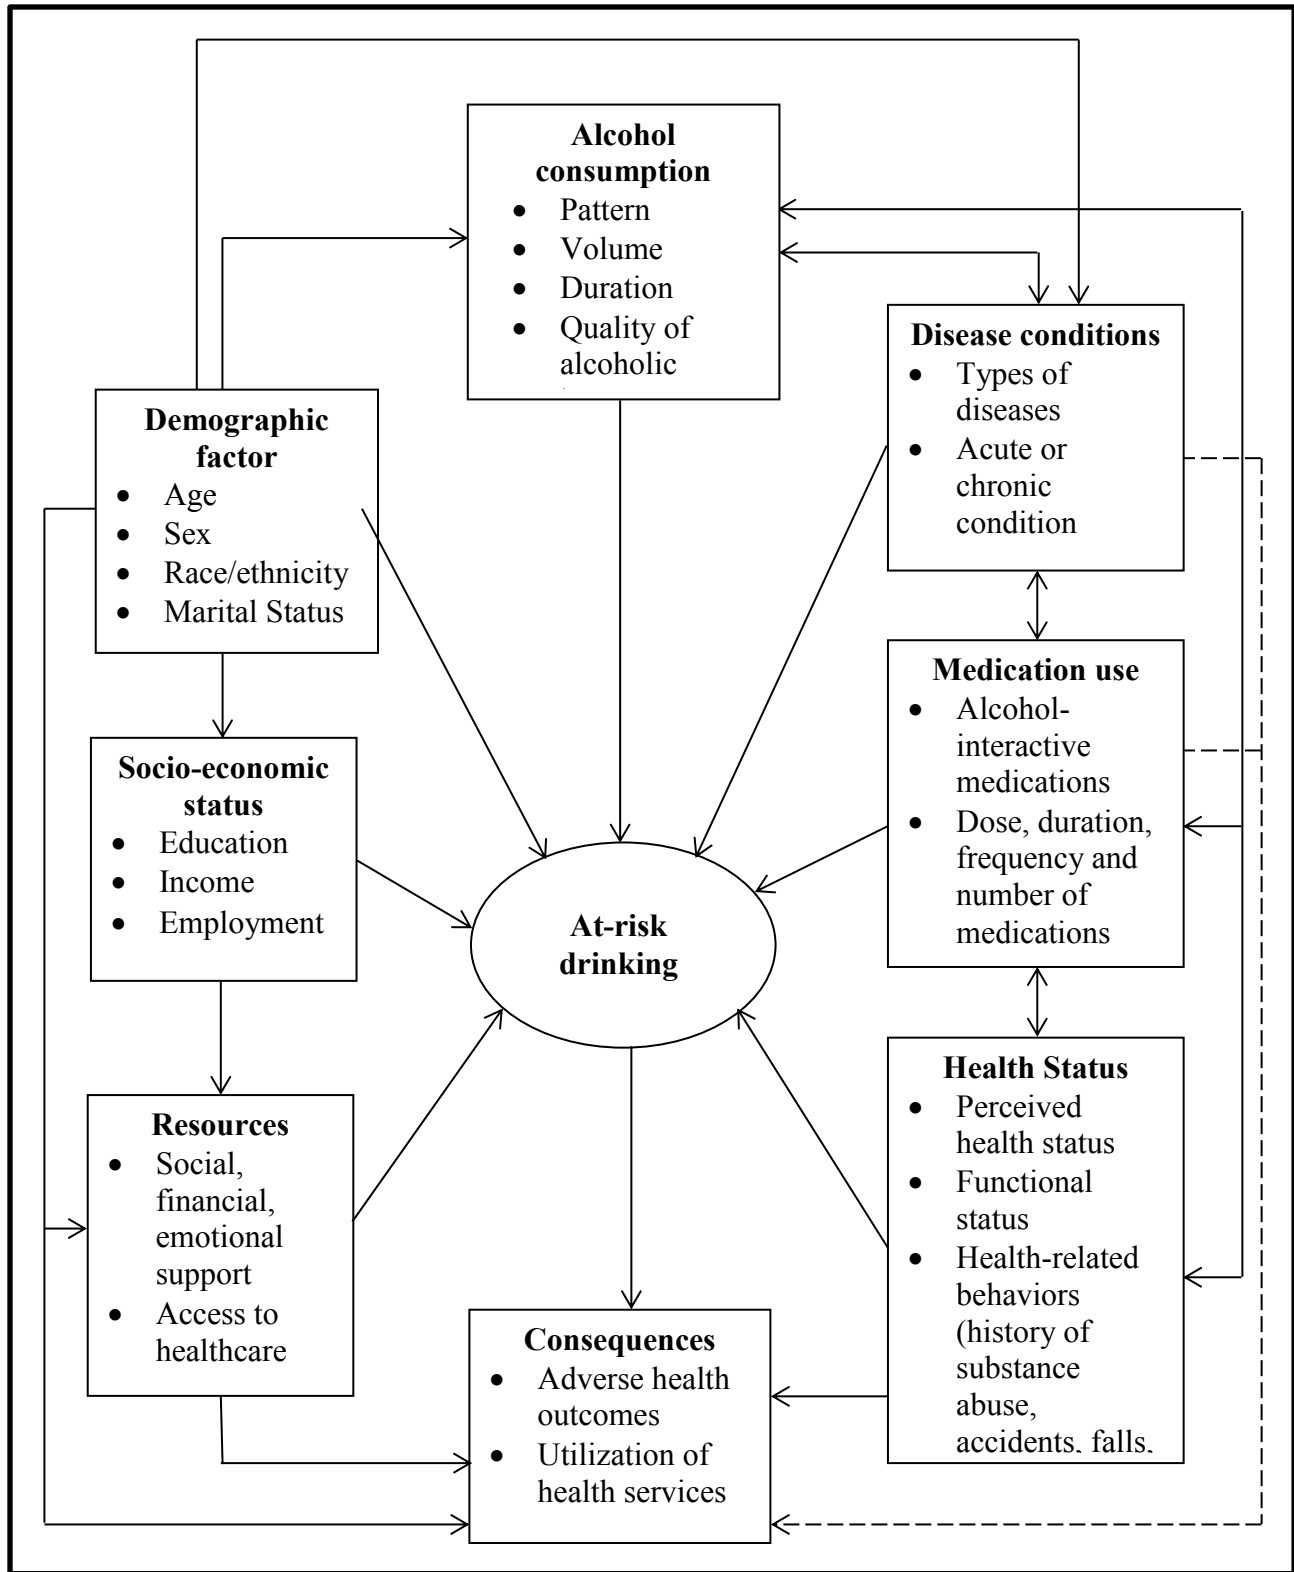 Alcohol
consumption
• Pattern
• Volume
• Duration
• Quality of
alcoholic
Disease conditions
• Types of
diseases
• Acute or
chronic
condition
Demographic
factor
• Age
• Sex
• Race/ethnicity
• Marital Status
Medication use
• Alcohol-
interactive
medications
• Dose, duration,
frequency and
number of
medications
Socio-economic
status
• Education
• Income
• Employment
At-risk
drinking
Health Status
• Perceived
health status
• Functional
status
• Health-related
behaviors
(history of
substance
abuse,
accidents, falls,
Resources
• Social,
financial,
emotional
support
• Access to
healthcare
Consequences
• Adverse health
outcomes
• Utilization of
health services